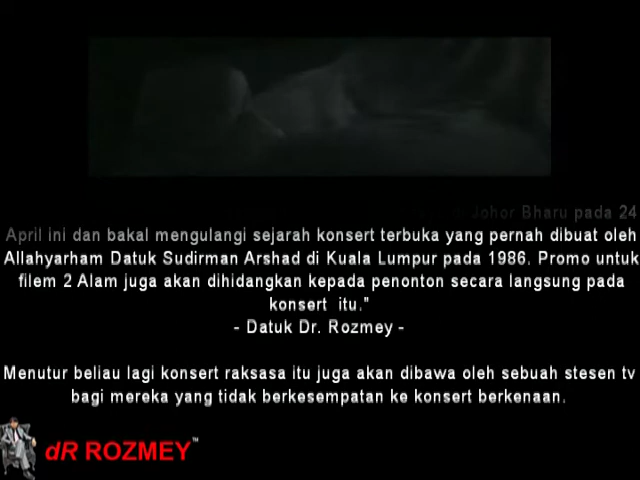 Johor Bharu pada 24
April ini dan bakal mengulangi sejarah konsert terbuka yang pernah dibuat oleh
Allahyarham Datuk Sudirman Arshad di Kuala Lumpur pada 1986. Promo untuk
filem 2 Alam juga akan dihidangkan kepada penonton secara langsung pada
konsert itu."
- Datuk Dr. Rozmey -
Menutur beliau lagi konsert raksasa itu juga akan dibawa oleh sebuah stesen tv
bagi mereka yang tidak berkesempatan ke konsert berkenaan.
dR ROZMEY™